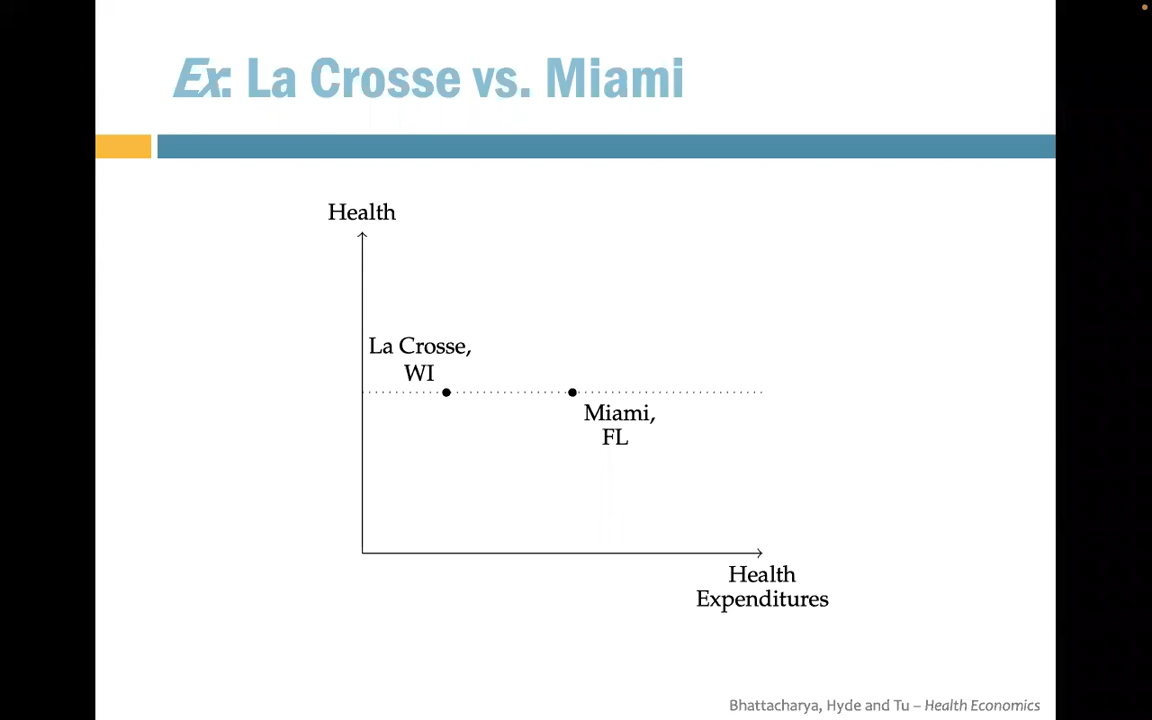 Ex: La Crosse vs. Miami
Health
La Crosse,
WI
Miami,
FL
Health
Expenditures
Bhattacharya, Hyde and Tu – Health Economics